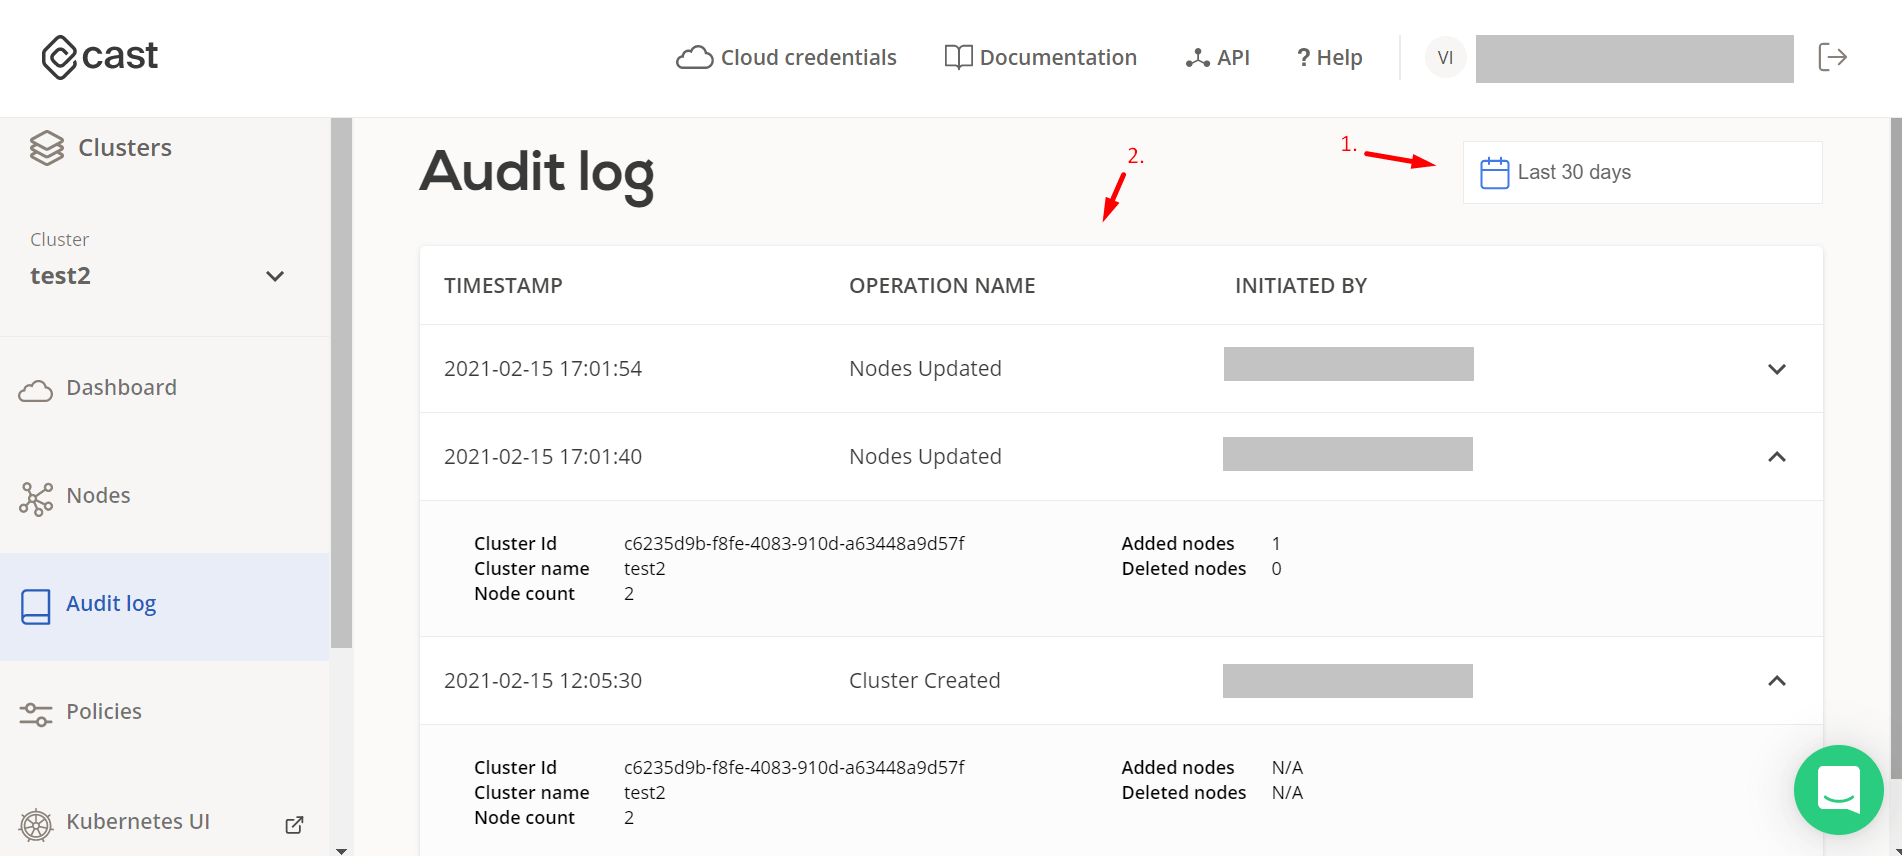 cast
Cloud credentials
Documentation
API
? Help
VI
Clusters
Cluster
test2
Dashboard
Nodes
Audit log
Policies
Kubernetes UI
Audit log
2.
1.
Last 30 days
TIMESTAMP OPERATION NAME INITIATED BY
2021-02-15 17:01:54 Nodes Updated
2021-02-15 17:01:40 Nodes Updated
Cluster Id c6235d9b-f8fe-4083-910d-a63448a9d57f Added nodes 1
Cluster name test2 Deleted nodes 0
Node count 2
2021-02-15 12:05:30 Cluster Created
Cluster Id c6235d9b-f8fe-4083-910d-a63448a9d57f Added nodes N/A
Cluster name test2 Deleted nodes N/A
Node count 2